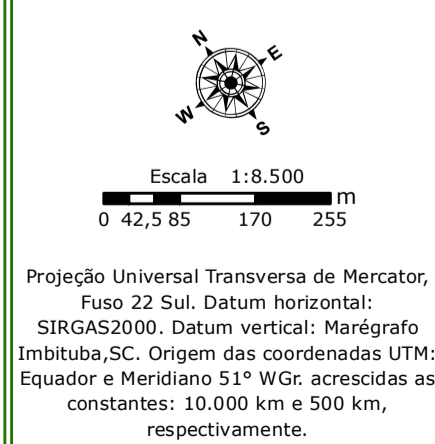 N
E
W
S
Escala 1:8.500
m
0 42,5 85 170 255
Projeção Universal Transversa de Mercator,
Fuso 22 Sul. Datum horizontal:
SIRGAS2000. Datum vertical: Marégrafo
Imbituba,SC. Origem das coordenadas UTM:
Equador e Meridiano 51° WGr. acrescidas as
constantes: 10.000 km e 500 km,
respectivamente.